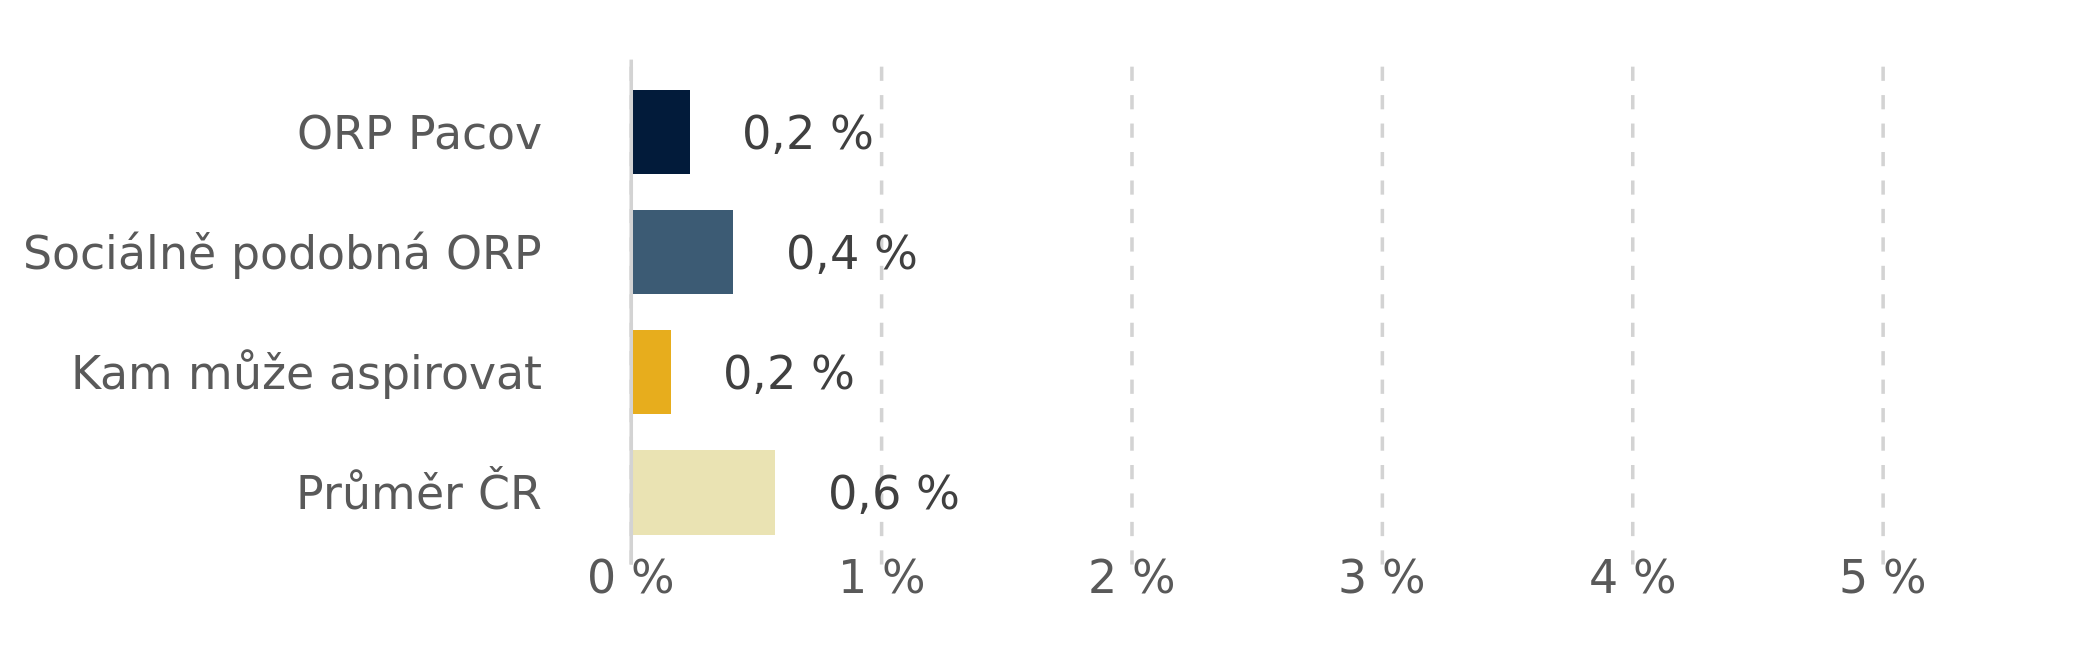 ORP Pacov 0,2 %
Sociálně podobná ORP 0,4 %
Kam může aspirovat 0,2 %
Průměr ČR 0,6 %
0 % 1 % 2 % 3 % 4 % 5 %